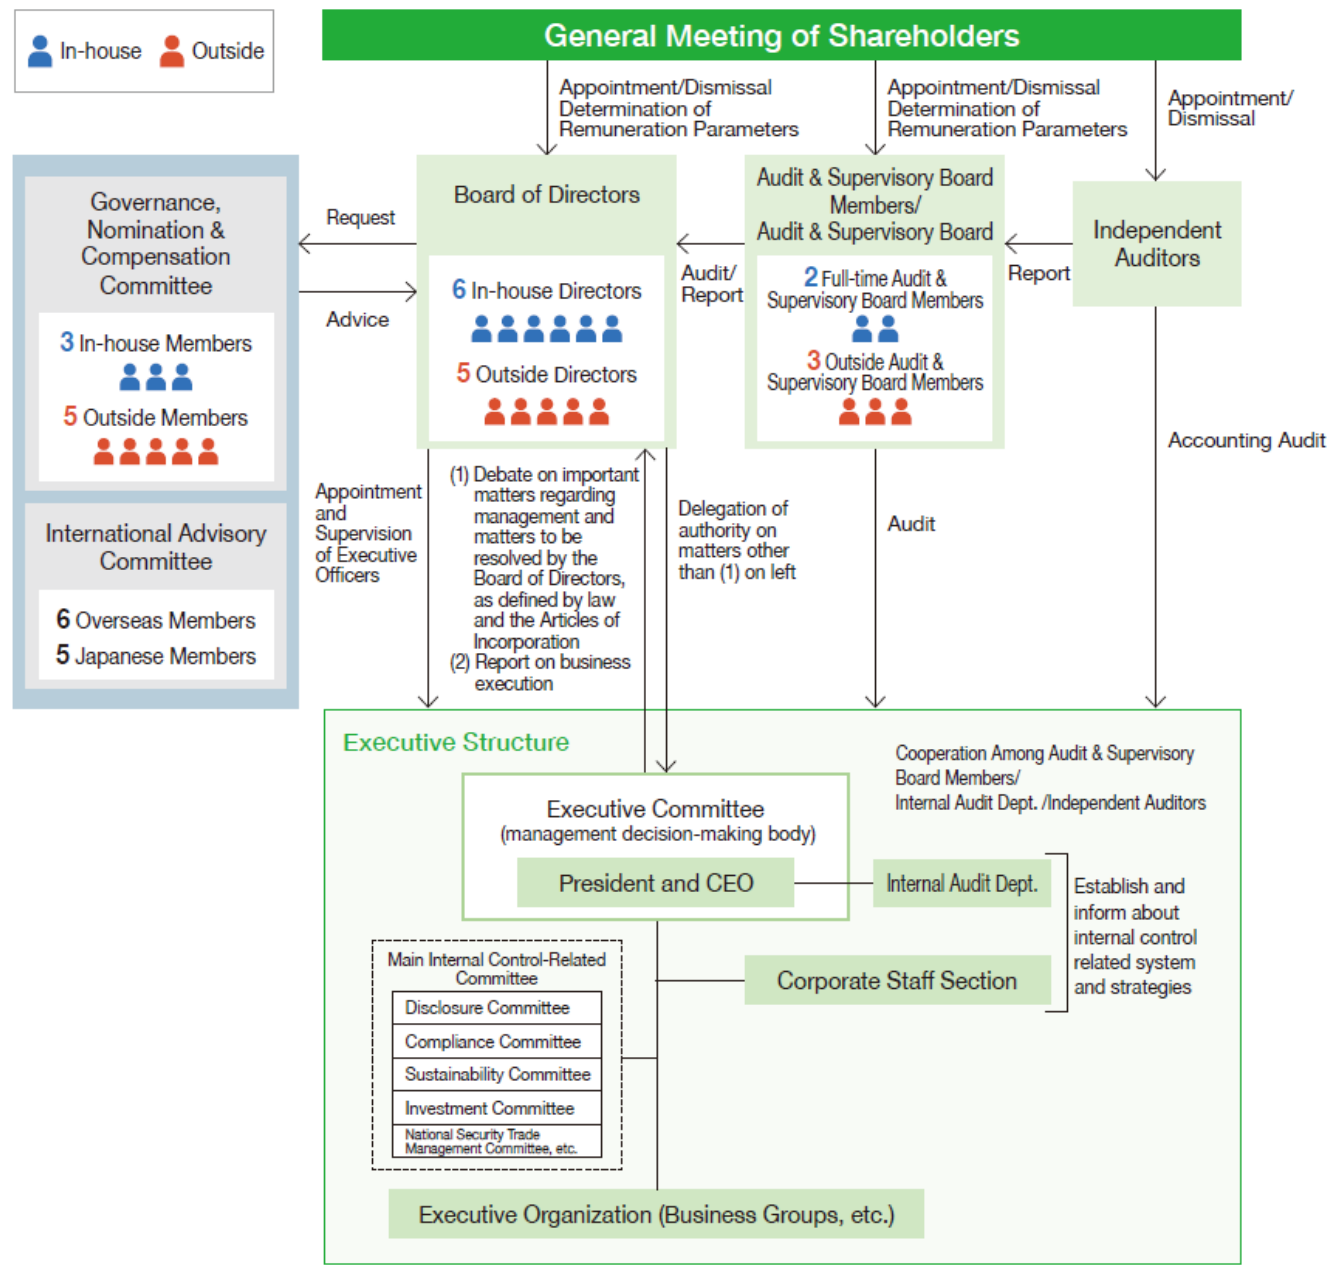 In-house
Outside
General Meeting of Shareholders
Appointment/Dismissal
Determination of
Remuneration Parameters
Appointment/Dismissal
Determination of
Remuneration Parameters
Appointment/
Dismissal
Governance,
Nomination &
Compensation
Committee
3 In-house Members
5 Outside Members
International Advisory
Committee
6 Overseas Members
5 Japanese Members
Request
Advice
Board of Directors
6 In-house Directors
5 Outside Directors
Audit/
Report
Audit & Supervisory Board
Members/
Audit & Supervisory Board
2 Full-time Audit &
Supervisory Board Members
3 Outside Audit &
Supervisory Board Members
Report
Independent
Auditors
Appointment
and
Supervision
of Executive
Officers
(1) Debate on important
matters regarding
management and
matters to be
resolved by the
Board of Directors,
as defined by law
and the Articles of
Incorporation
(2) Report on business
execution
Delegation of
authority on
matters other
than (1) on left
Audit
Accounting Audit
Executive Structure
Cooperation Among Audit & Supervisory
Board Members/
Internal Audit Dept. /Independent Auditors
Executive Committee
(management decision-making body)
President and CEO
Internal Audit Dept.
Corporate Staff Section
Establish and
inform about
internal control
related system
and strategies
Main Internal Control-Related
Committee
Disclosure Committee
Compliance Committee
Sustainability Committee
Investment Committee
National Security Trade
Management Committee, etc.
Executive Organization (Business Groups, etc.)